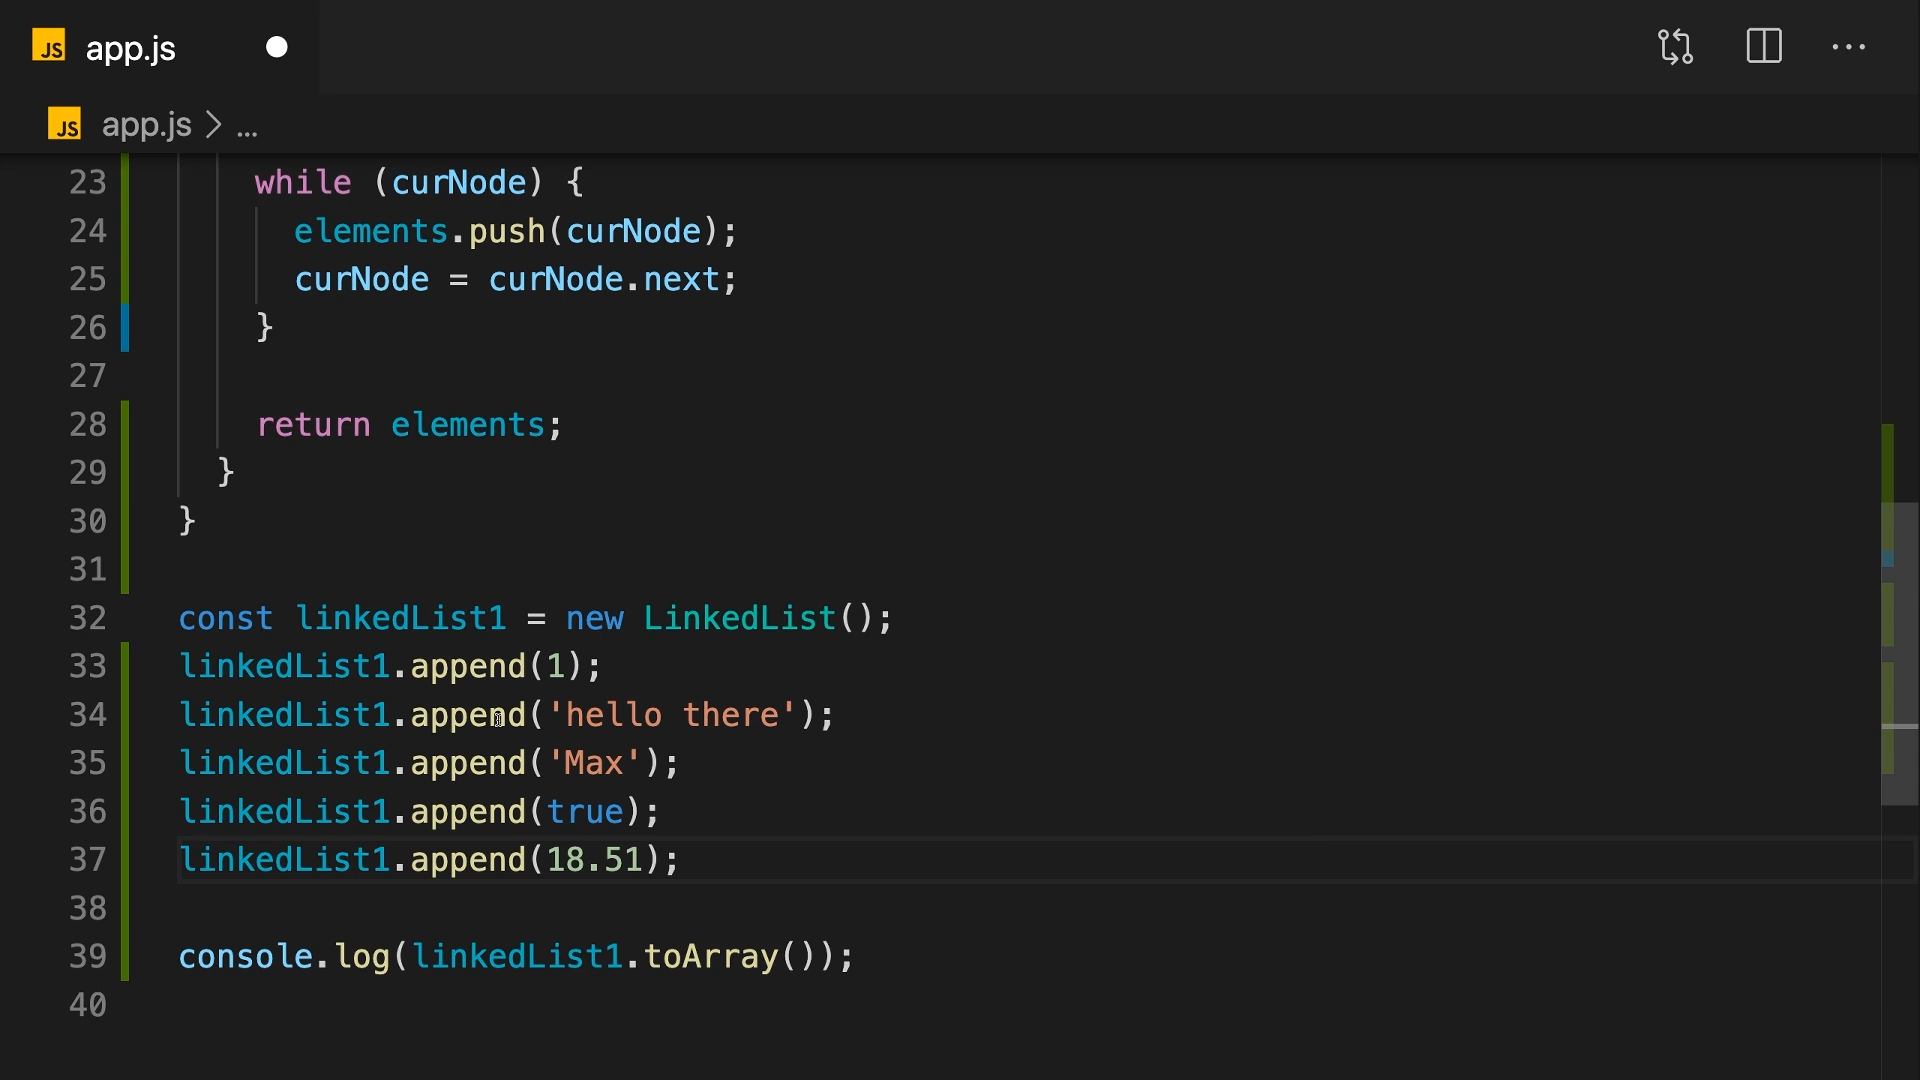 JS app.js
JS app.js > ...
23 while (curNode) {
24 elements.push(curNode);
25 curNode = curNode.next;
26 }
27
28 return elements;
29 }
30 }
31
32 const linkedList1 = new LinkedList();
33 linkedList1.append(1);
34 linkedList1.append('hello there');
35 linkedList1.append('Max');
36 linkedList1.append(true);
37 linkedList1.append(18.51);
38
39 console.log(linkedList1.toArray());
40